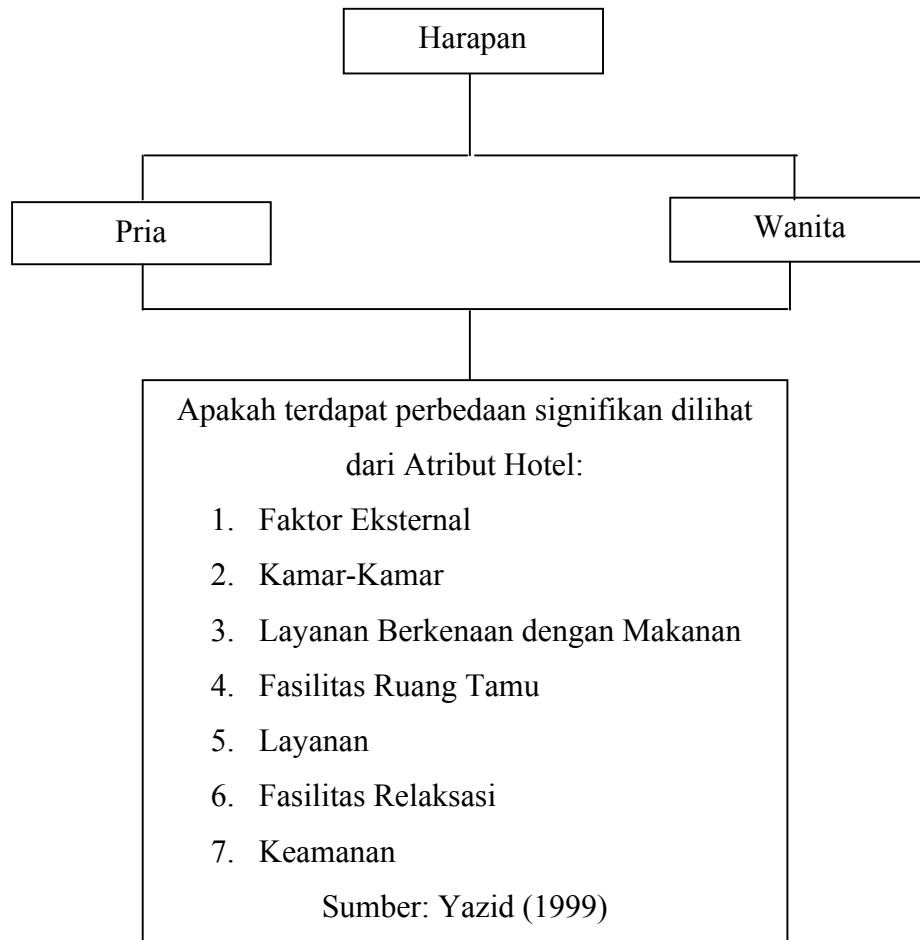 Harapan
Pria
Wanita
Apakah terdapat perbedaan signifikan dilihat
dari Atribut Hotel:
1. Faktor Eksternal
2. Kamar-Kamar
3. Layanan Berkenaan dengan Makanan
4. Fasilitas Ruang Tamu
5. Layanan
6. Fasilitas Relaksasi
7. Keamanan
Sumber: Yazid (1999)